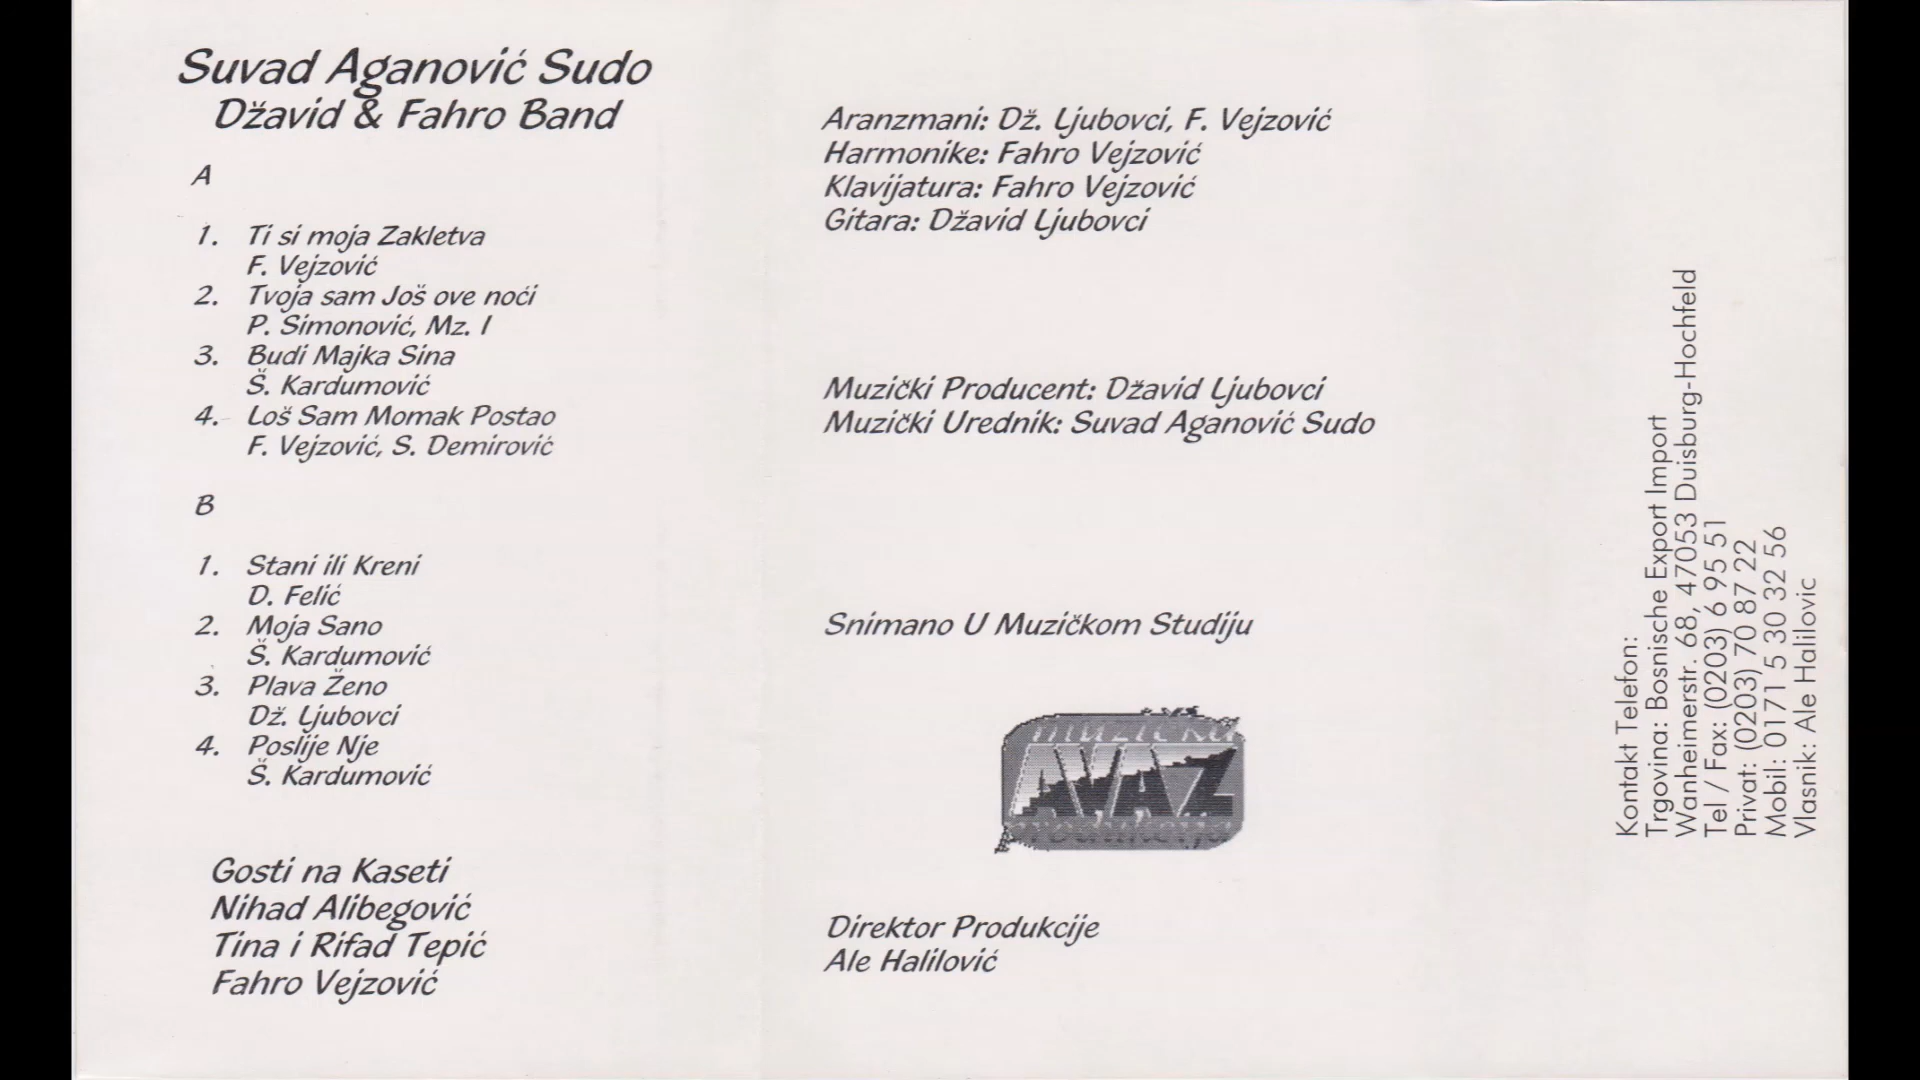 Suvad Aganović Sudo
Džavid & Fahro Band
A
1. Ti si moja Zakletva
F. Vejzović
2. Tvoja sam Još ove noći
P. Simonović, Mz. I
3. Budi Majka Sina
Š. Kardumović
4. Loš Sam Momak Postao
F. Vejzović, S. Demirović
B
1. Stani ili Kreni
D. Felić
2. Moja Sano
Š. Kardumović
3. Plava Ženo
Dž. Ljubovci
4. Poslije Nje
Š. Kardumović
Gosti na Kaseti
Nihad Alibegović
Tina i Rifad Tepić
Fahro Vejzović
Aranzmani: Dž. Ljubovci, F. Vejzović
Harmonike: Fahro Vejzović
Klavijatura: Fahro Vejzović
Gitara: Džavid Ljubovci
Muzički Producent: Džavid Ljubovci
Muzički Urednik: Suvad Aganović Sudo
Snimano U Muzičkom Studiju
muzička
AVAZ
produkcija
Direktor Produkcije
Ale Halilović
Kontakt Telefon:
Trgovina: Bosnische Export Import
Wanheimerstr. 68, 47053 Duisburg-Hochfeld
Tel / Fax: (0203) 6 95 51
Privat: (0203) 70 87 22
Mobil: 0171 5 30 32 56
Vlasnik: Ale Halilovic